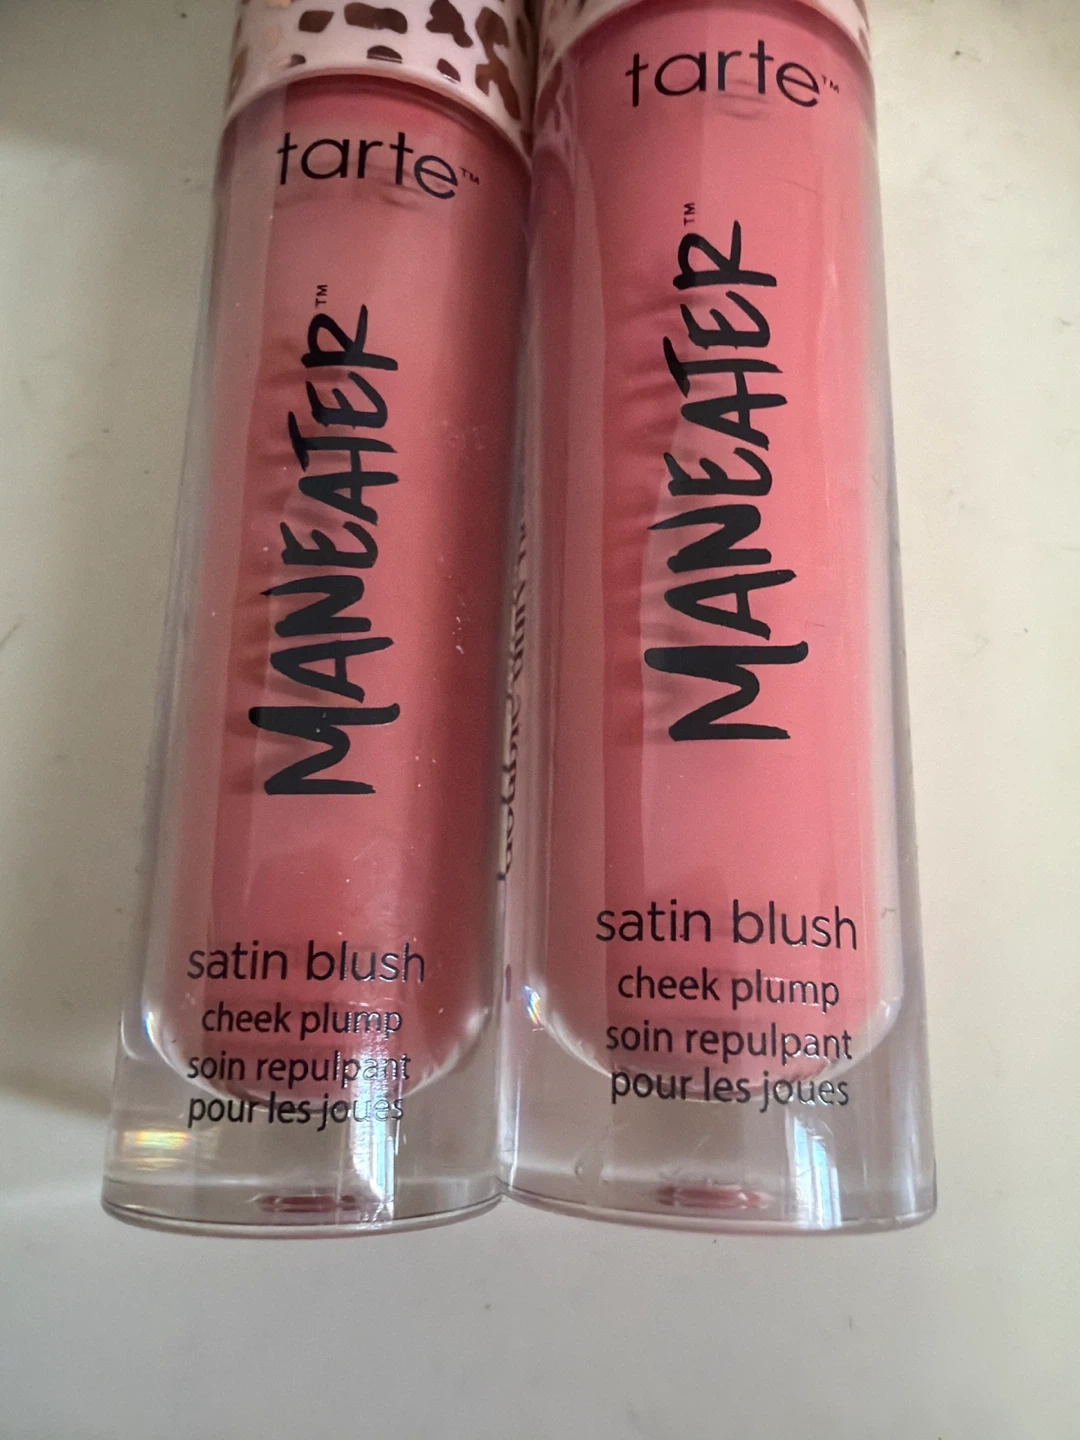 tarte™
MANEATER™
satin blush
cheek plump
soin repulpant
pour les joues
tarte™
MANEATER™
satin blush
cheek plump
soin repulpant
pour les joues